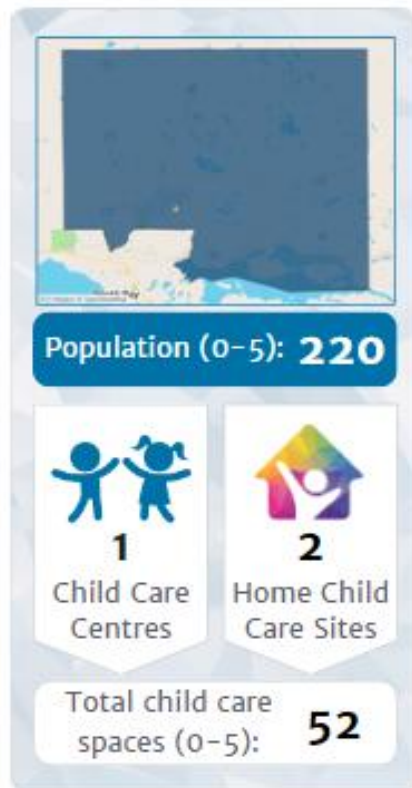 Population (0-5): 220
1
Child Care
Centres
2
Home Child
Care Sites
Total child care
spaces (0-5):
52